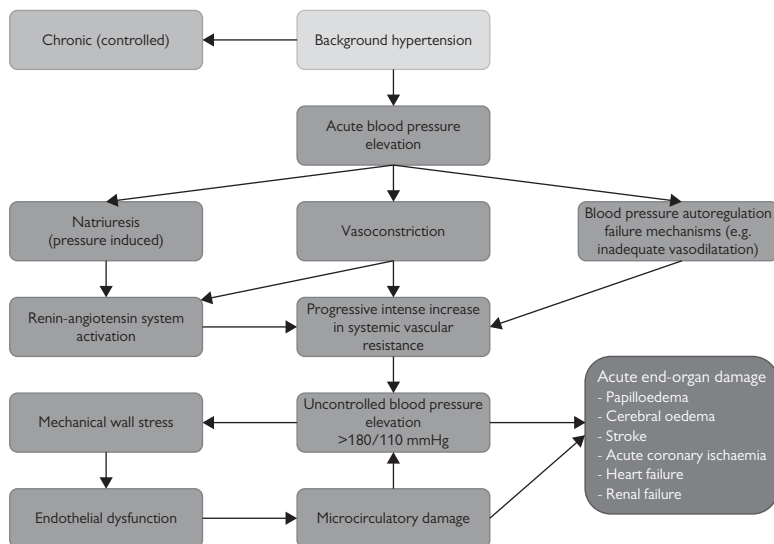 Chronic (controlled)
Background hypertension
Acute blood pressure
elevation
Natriuresis
(pressure induced)
Vasoconstriction
Blood pressure autoregulation
failure mechanisms (e.g.
inadequate vasodilatation)
Renin-angiotensin system
activation
Progressive intense increase
in systemic vascular
resistance
Mechanical wall stress
Uncontrolled blood pressure
elevation
>180/110 mmHg
Acute end-organ damage
- Papilloedema
- Cerebral oedema
- Stroke
- Acute coronary ischaemia
- Heart failure
- Renal failure
Endothelial dysfunction
Microcirculatory damage